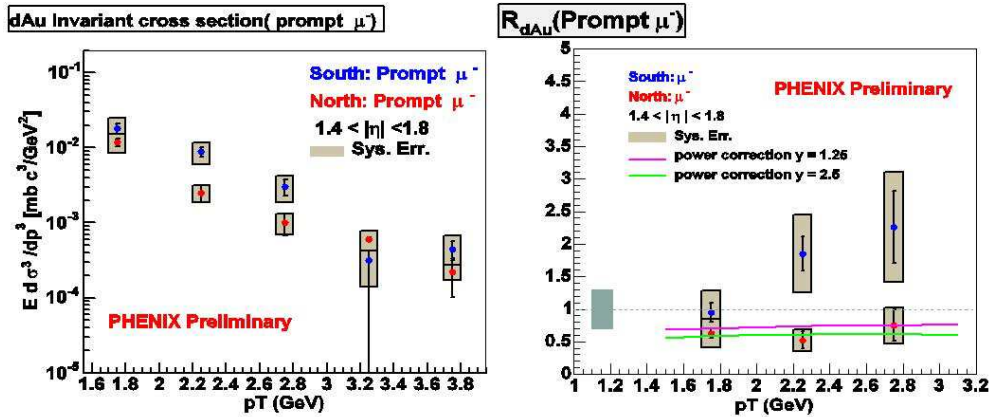 dAu Invariant cross section( prompt μ⁻)
E d σ³/dp³ [mb c³/GeV²]
10⁻¹
10⁻²
10⁻³
10⁻⁴
10⁻⁵
South: Prompt μ⁻
North: Prompt μ⁻
1.4 < |η| <1.8
Sys. Err.
PHENIX Preliminary
1.6 1.8 2 2.2 2.4 2.6 2.8 3 3.2 3.4 3.6 3.8
pT (GeV)
R_dAu(Prompt μ⁻)
5
4.5
4
3.5
3
2.5
2
1.5
1
0.5
0
South: μ⁻
North: μ⁻
1.4 < |η| < 1.8
Sys. Err.
power correction y = 1.25
power correction y = 2.5
PHENIX Preliminary
1 1.2 1.4 1.6 1.8 2 2.2 2.4 2.6 2.8 3 3.2
pT (GeV)